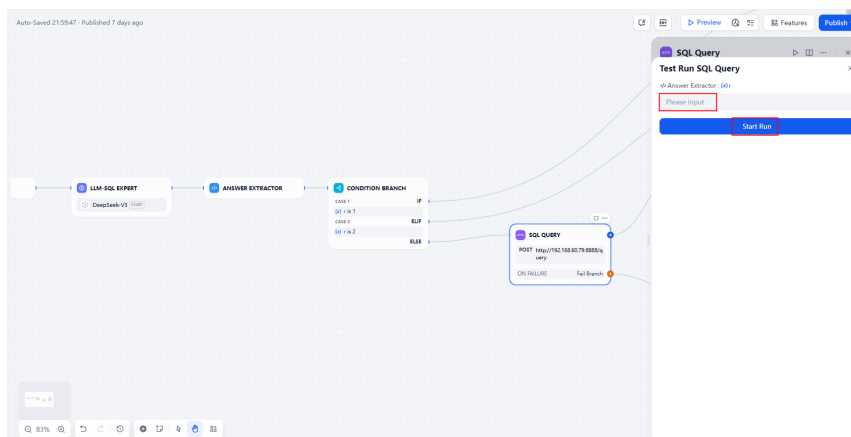 Auto-Saved 21:59:47 · Published 7 days ago
Preview
Features
Publish
SQL Query
Test Run SQL Query
Answer Extractor / {x} r
Please input
Start Run
LLM-SQL EXPERT
DeepSeek-V3 CHAT
ANSWER EXTRACTOR
CONDITION BRANCH
CASE 1 IF
{x} r is 1
CASE 2 ELIF
{x} r is 2
ELSE
SQL QUERY
POST http://192.168.60.79:8888/q
uery
ON FAILURE Fail Branch
83%